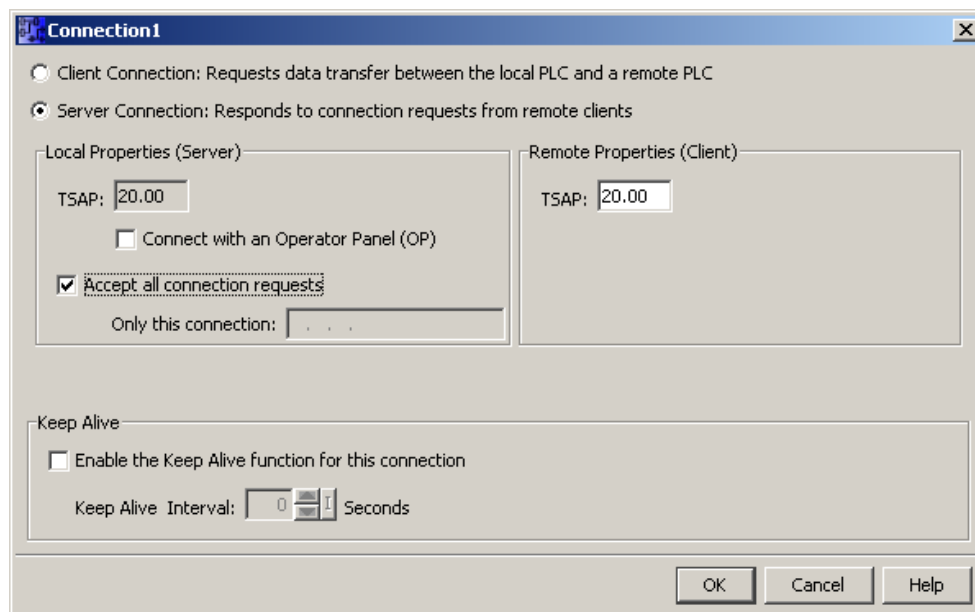 Connection1
Client Connection: Requests data transfer between the local PLC and a remote PLC
Server Connection: Responds to connection requests from remote clients
Local Properties (Server)
TSAP: 20.00
Connect with an Operator Panel (OP)
Accept all connection requests
Only this connection: . . .
Remote Properties (Client)
TSAP: 20.00
Keep Alive
Enable the Keep Alive function for this connection
Keep Alive Interval: 0 Seconds
OK Cancel Help